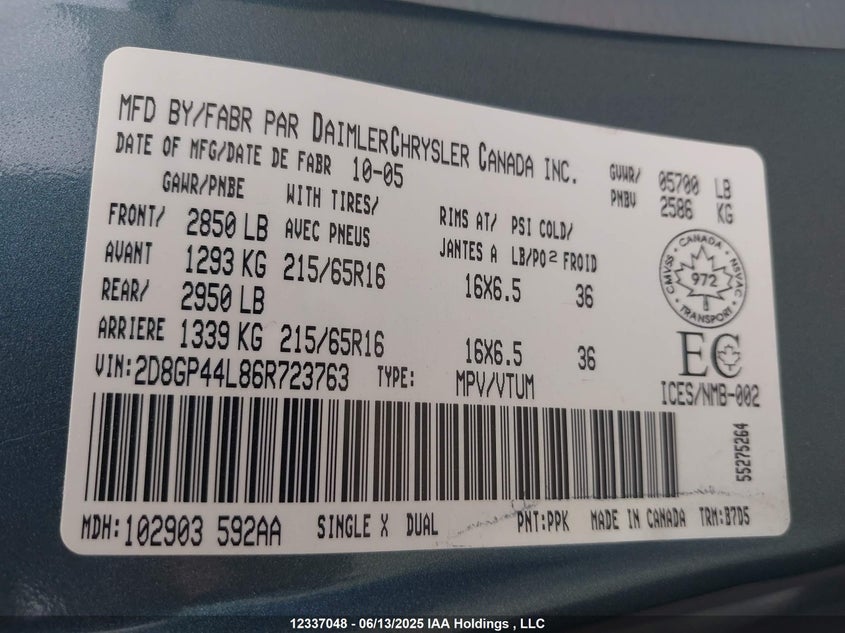 MFD BY/FABR PAR DAIMLERCHRYSLER CANADA INC.
DATE OF MFG/DATE DE FABR 10-05 GVWR/ 05700 LB
PNBV 2586 KG
GAWR/PNBE WITH TIRES/ RIMS AT/ PSI COLD/
FRONT/ 2850 LB AVEC PNEUS JANTES A LB/PO² FROID
AVANT 1293 KG 215/65R16 16X6.5 36
REAR/ 2950 LB
ARRIERE 1339 KG 215/65R16 16X6.5 36
VIN:2D8GP44L86R723763 TYPE: MPV/VTUM
CANADA
CMVSS · NSVAC
972
TRANSPORT
EC
ICES/NMB-002
55275264
MDH:102903 592AA SINGLE X DUAL PNT:PPK MADE IN CANADA TRM:B7D5
12337048 - 06/13/2025 IAA Holdings , LLC